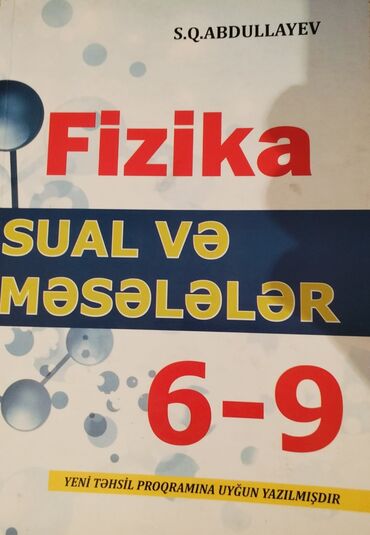 S.Q.ABDULLAYEV
Fizika
SUAL VƏ
MƏSƏLƏLƏR
6-9
YENİ TƏHSİL PROQRAMINA UYĞUN YAZILMIŞDIR